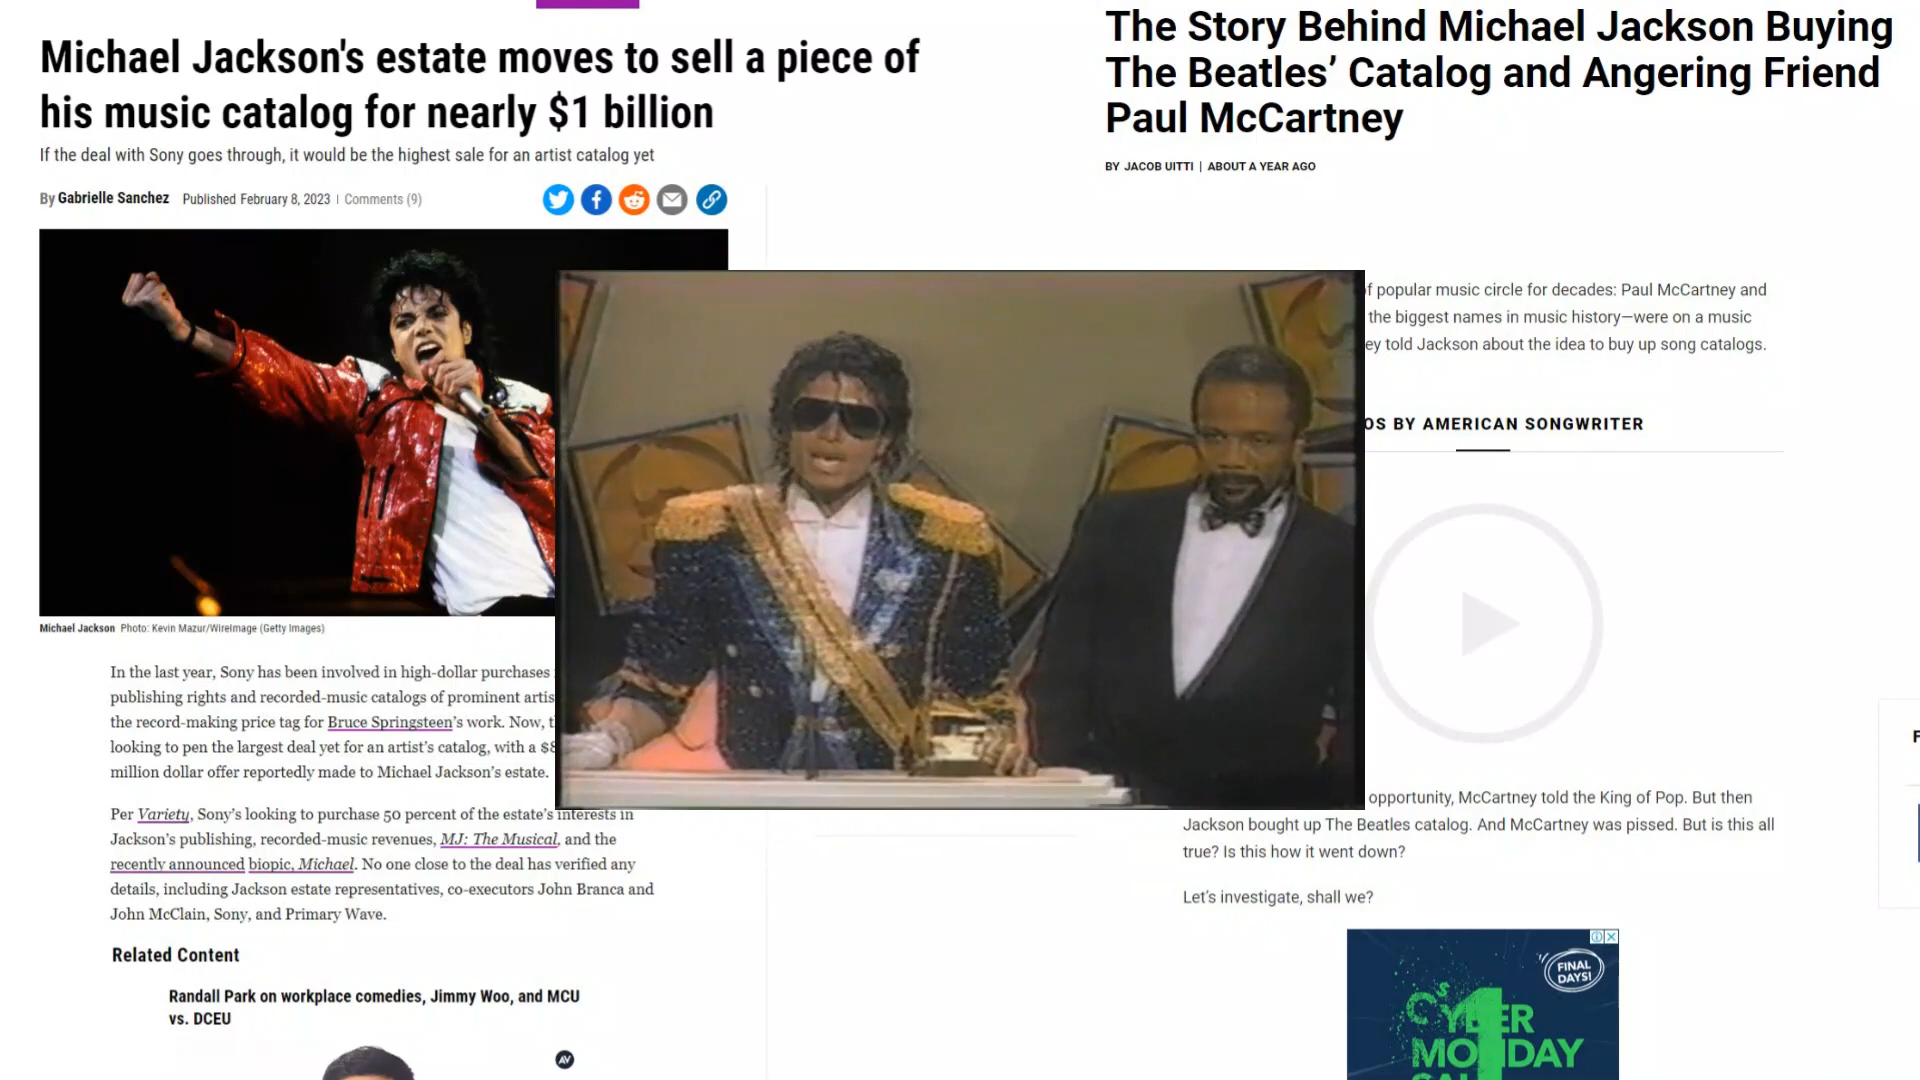 Michael Jackson's estate moves to sell a piece of
his music catalog for nearly $1 billion
If the deal with Sony goes through, it would be the highest sale for an artist catalog yet
By Gabrielle Sanchez Published February 8, 2023 | Comments (9)
Michael Jackson Photo: Kevin Mazur/WireImage (Getty Images)
In the last year, Sony has been involved in high-dollar purchases
publishing rights and recorded-music catalogs of prominent artis
the record-making price tag for Bruce Springsteen's work. Now, t
looking to pen the largest deal yet for an artist's catalog, with a $8
million dollar offer reportedly made to Michael Jackson's estate.
Per Variety, Sony's looking to purchase 50 percent of the estate's interests in
Jackson's publishing, recorded-music revenues, MJ: The Musical, and the
recently announced biopic, Michael. No one close to the deal has verified any
details, including Jackson estate representatives, co-executors John Branca and
John McClain, Sony, and Primary Wave.
Related Content
Randall Park on workplace comedies, Jimmy Woo, and MCU
vs. DCEU
AV
The Story Behind Michael Jackson Buying
The Beatles' Catalog and Angering Friend
Paul McCartney
BY JACOB UITTI | ABOUT A YEAR AGO
f popular music circle for decades: Paul McCartney and
the biggest names in music history—were on a music
ey told Jackson about the idea to buy up song catalogs.
OS BY AMERICAN SONGWRITER
opportunity, McCartney told the King of Pop. But then
Jackson bought up The Beatles catalog. And McCartney was pissed. But is this all
true? Is this how it went down?
Let's investigate, shall we?
FINAL
DAYS!
CYBER
MONDAY
F